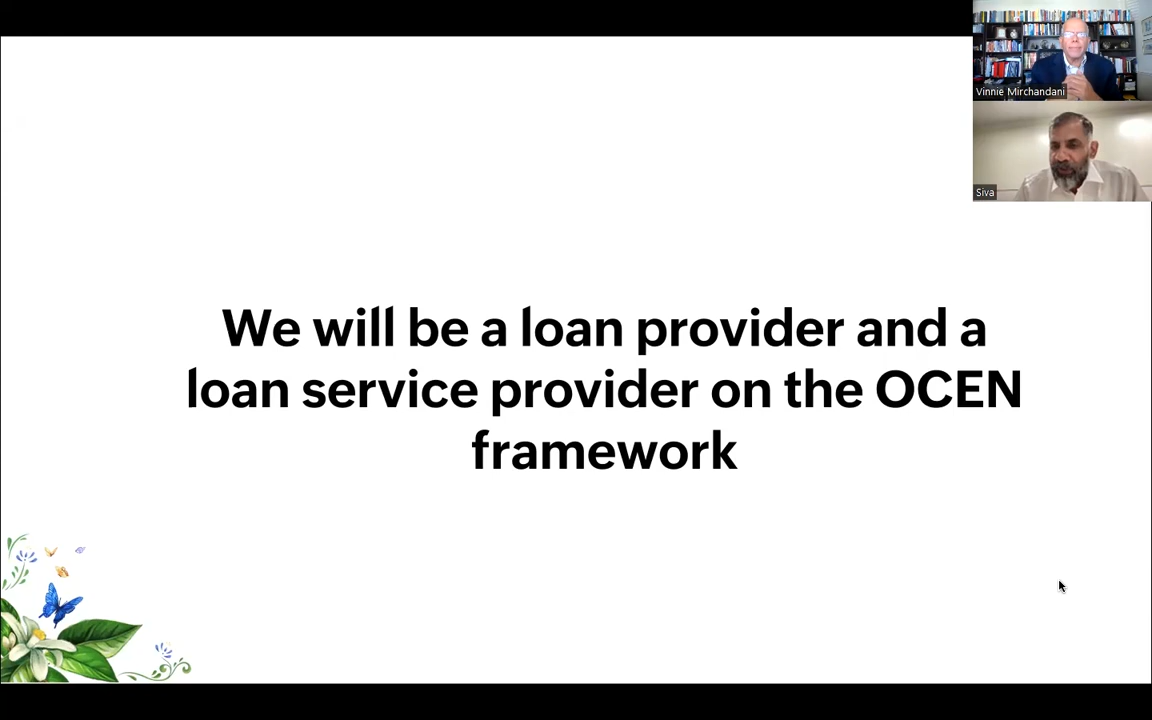 Vinnie Mirchandani
Siva
We will be a loan provider and a
loan service provider on the OCEN
framework